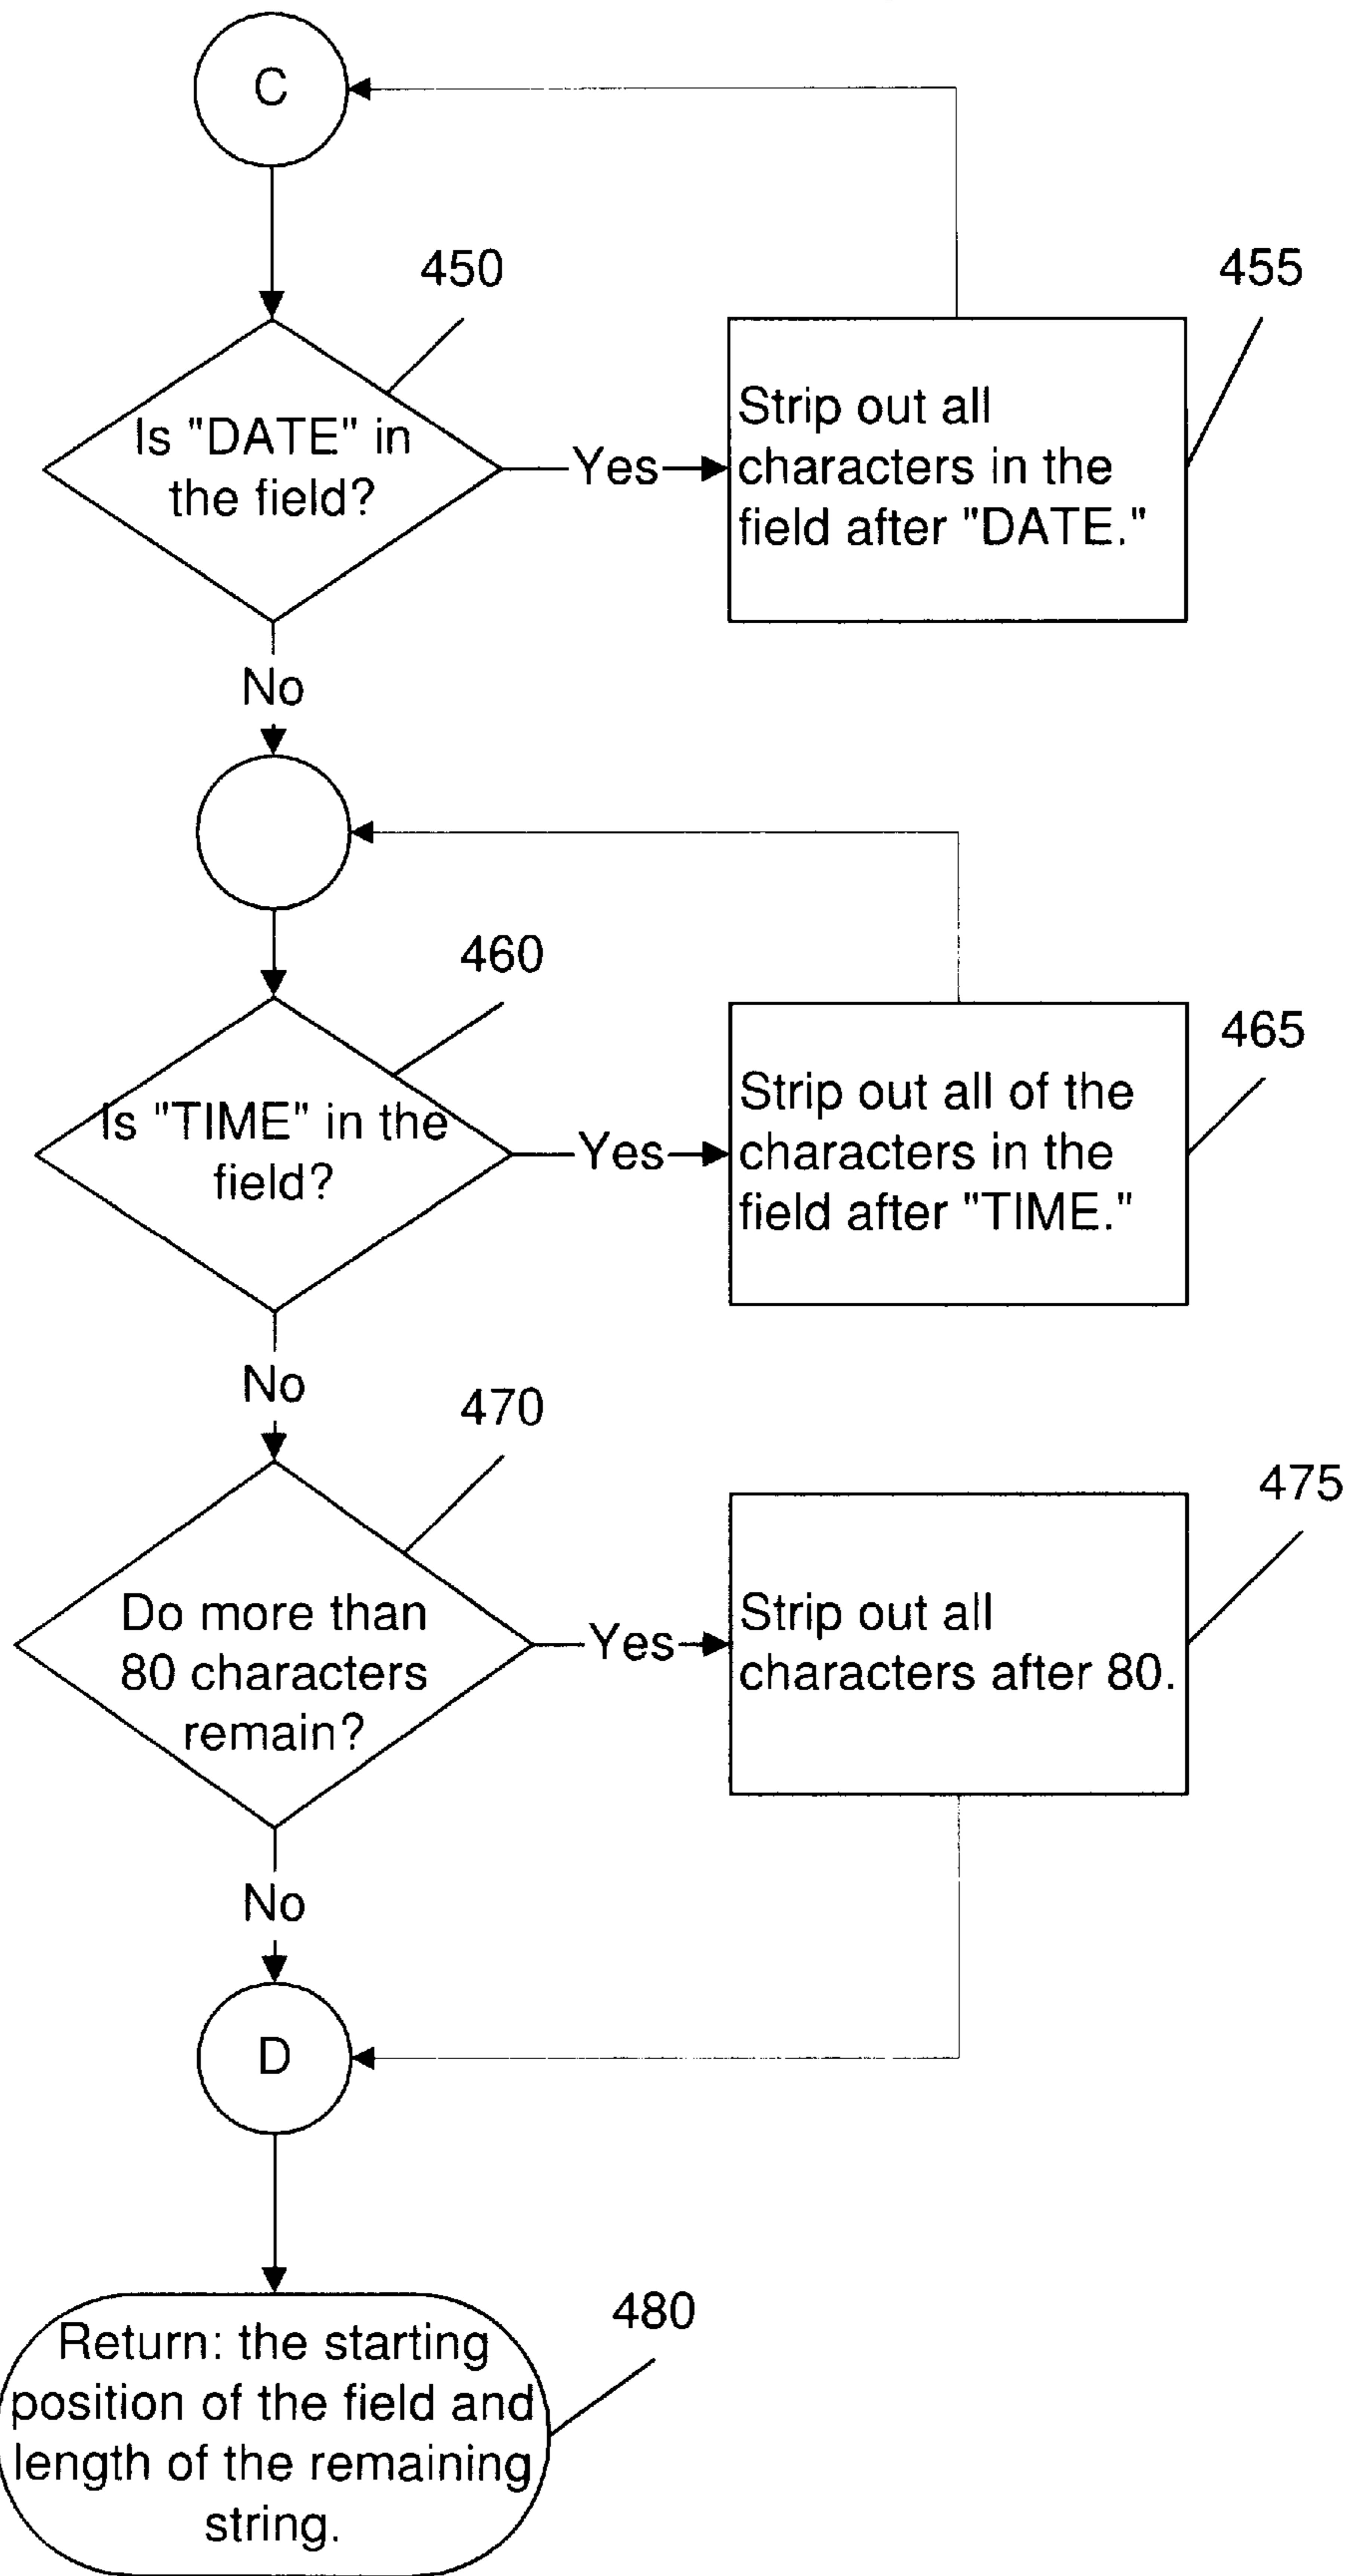 C
450
455
Is "DATE" in
the field?
Yes
Strip out all
characters in the
field after "DATE."
No
460
465
Is "TIME" in the
field?
Yes
Strip out all of the
characters in the
field after "TIME."
No
470
475
Do more than
80 characters
remain?
Yes
Strip out all
characters after 80.
No
D
480
Return: the starting
position of the field and
length of the remaining
string.